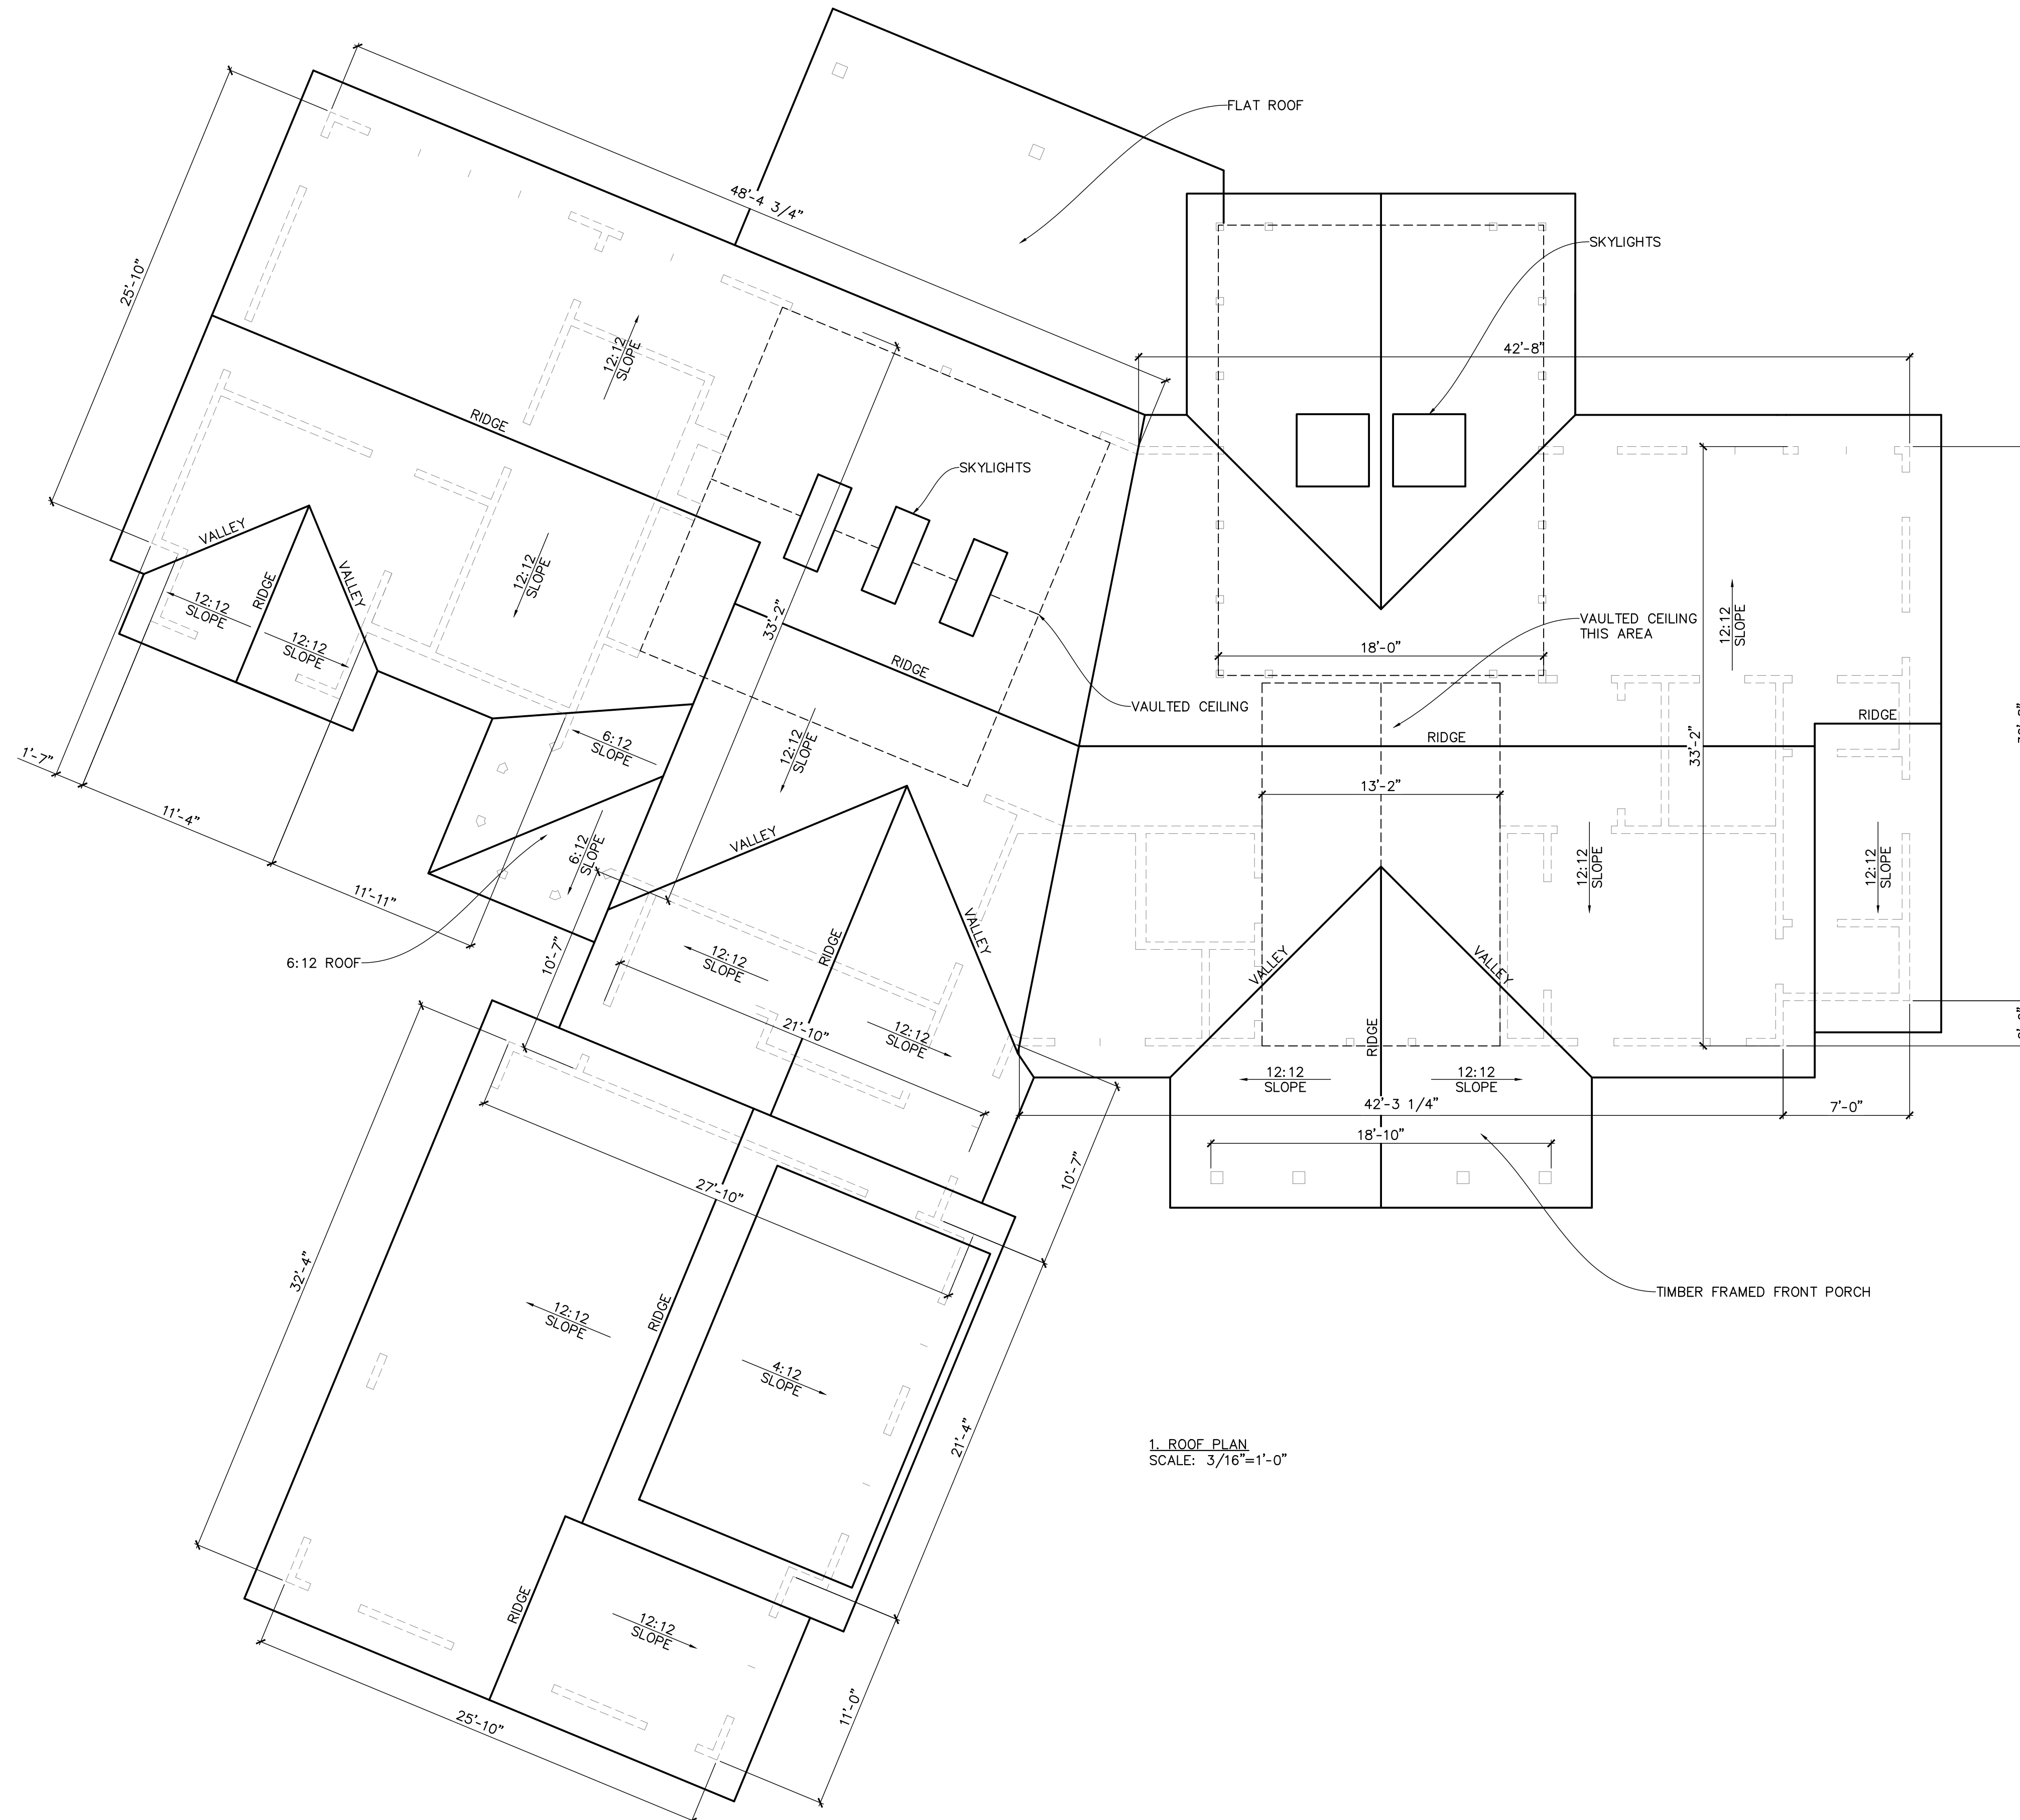 FLAT ROOF
48'-4 3/4"
SKYLIGHTS
25'-10"
42'-8"
12:12
SLOPE
RIDGE
SKYLIGHTS
VALLEY
VALLEY
RIDGE
12:12
SLOPE
12:12
SLOPE
12:12
SLOPE
33'-2"
RIDGE
VAULTED CEILING
THIS AREA
12:12
SLOPE
18'-0"
VAULTED CEILING
6:12
SLOPE
12:12
SLOPE
RIDGE
RIDGE
33'-2"
1'-7"
11'-4"
11'-11"
13'-2"
6:12
SLOPE
VALLEY
12:12
SLOPE
12:12
SLOPE
6:12 ROOF
10'-7"
12:12
SLOPE
RIDGE
VALLEY
VALLEY
VALLEY
21'-10"
12:12
SLOPE
RIDGE
12:12
SLOPE
12:12
SLOPE
42'-3 1/4"
7'-0"
18'-10"
10'-7"
27'-10"
32'-4"
12:12
SLOPE
RIDGE
TIMBER FRAMED FRONT PORCH
4:12
SLOPE
21'-4"
1. ROOF PLAN
SCALE: 3/16"=1'-0"
RIDGE
12:12
SLOPE
25'-10"
11'-0"